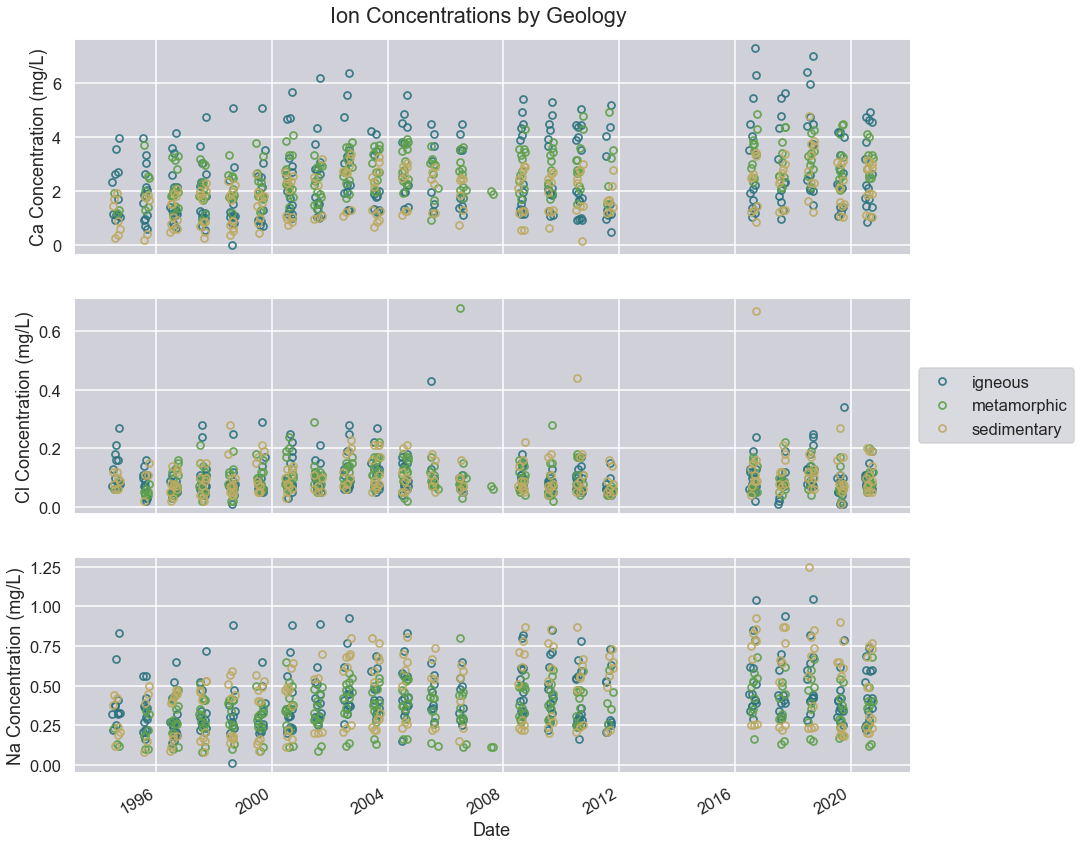 Ion Concentrations by Geology
Ca Concentration (mg/L)
6
4
2
0
Cl Concentration (mg/L)
0.6
0.4
0.2
0.0
igneous
metamorphic
sedimentary
Na Concentration (mg/L)
1.25
1.00
0.75
0.50
0.25
0.00
1996
2000
2004
2008
2012
2016
2020
Date